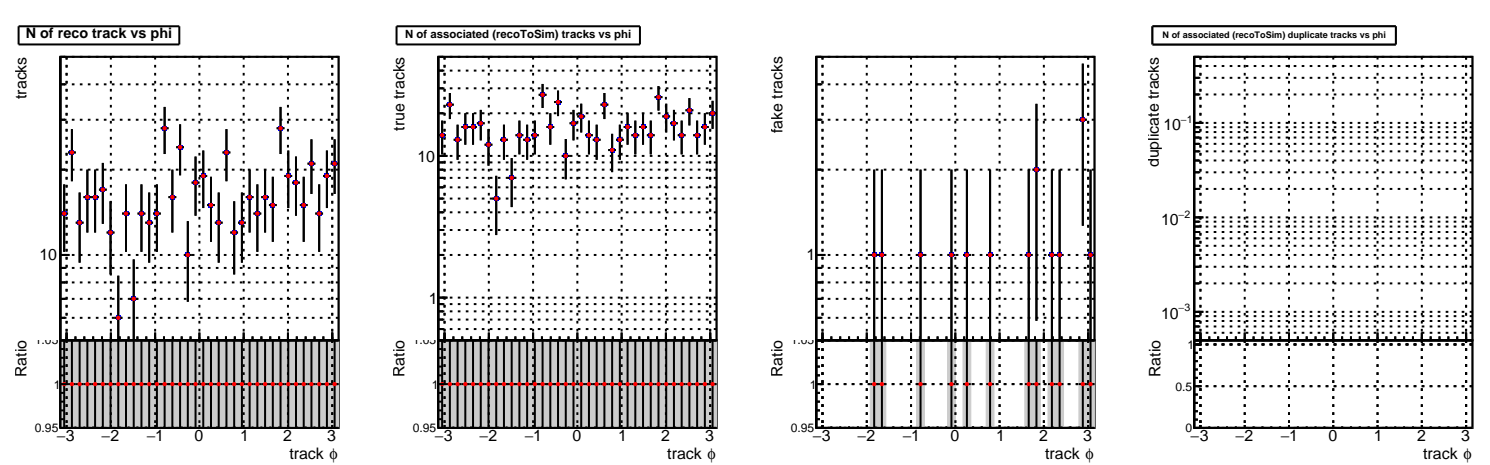 N of reco track vs phi
tracks
10
Ratio
1
0.95
−3 −2 −1 0 1 2 3
track ϕ
N of associated (recoToSim) tracks vs phi
true tracks
10
1
Ratio
1
0.95
−3 −2 −1 0 1 2 3
track ϕ
fake tracks
1
Ratio
1
0.95
−3 −2 −1 0 1 2 3
track ϕ
N of associated (recoToSim) duplicate tracks vs phi
duplicate tracks
10⁻¹
10⁻²
10⁻³
Ratio
1
0.5
0
−3 −2 −1 0 1 2 3
track ϕ